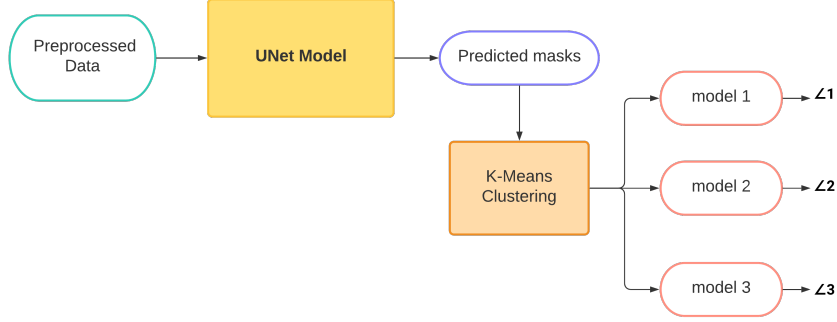 Preprocessed
Data
UNet Model
Predicted masks
K-Means
Clustering
model 1
∠1
model 2
∠2
model 3
∠3